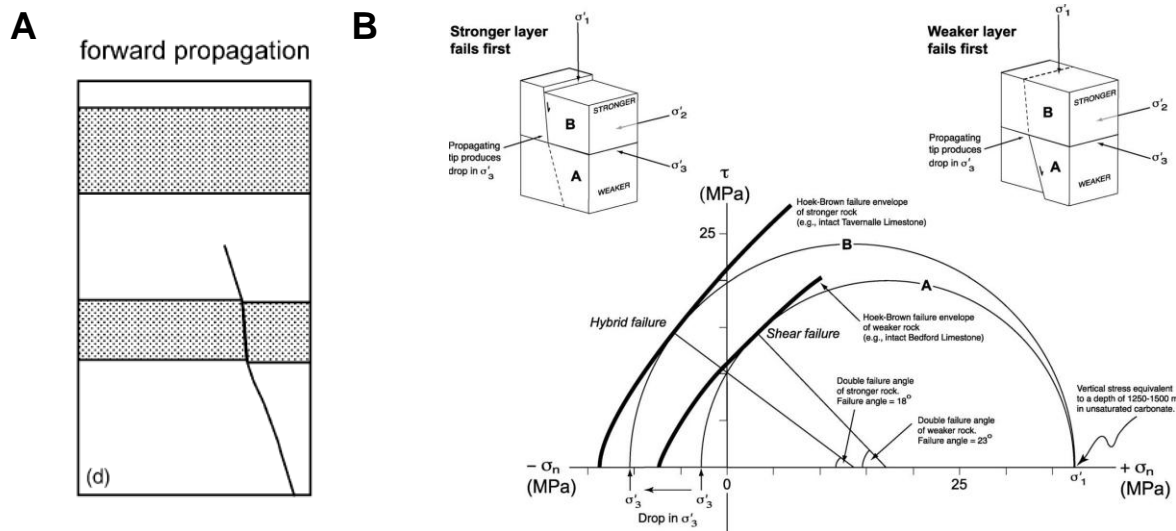 A
forward propagation
(d)
B
Stronger layer
fails first
σ'₁
STRONGER
B
σ'₂
Propagating
tip produces
drop in σ'₃
σ'₃
A
WEAKER
Weaker layer
fails first
σ'₁
STRONGER
B
σ'₂
Propagating
tip produces
drop in σ'₃
σ'₃
A
WEAKER
τ
(MPa)
25
Hoek-Brown failure envelope
of stronger rock
(e.g., intact Tavernalle Limestone)
B
A
Hybrid failure
Shear failure
Hoek-Brown failure envelope
of weaker rock
(e.g., intact Bedford Limestone)
Double failure angle
of stronger rock.
Failure angle = 18°
Double failure angle
of weaker rock.
Failure angle = 23°
Vertical stress equivalent
to a depth of 1250-1500 m
in unsaturated carbonate.
− σₙ
(MPa)
σ'₃
σ'₃
Drop in σ'₃
0
25
σ'₁
+ σₙ
(MPa)